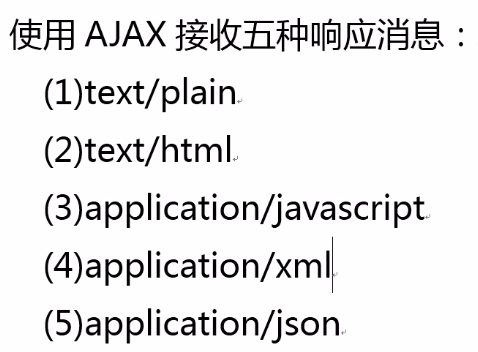 使用 AJAX 接收五种响应消息：
(1)text/plain
(2)text/html
(3)application/javascript
(4)application/xml
(5)application/json